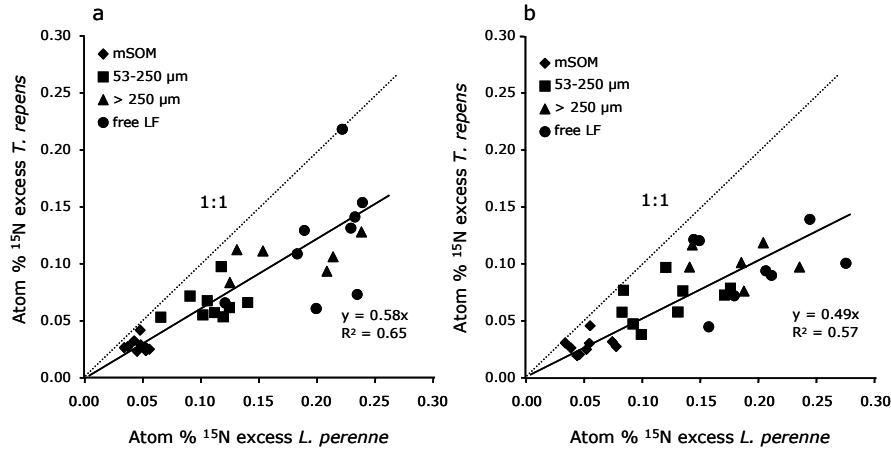 a
Atom % ¹⁵N excess T. repens
0.30
0.25
0.20
0.15
0.10
0.05
0.00
mSOM
53-250 µm
> 250 µm
free LF
1:1
y = 0.58x
R² = 0.65
0.00 0.05 0.10 0.15 0.20 0.25 0.30
Atom % ¹⁵N excess L. perenne
b
Atom % ¹⁵N excess T. repens
0.30
0.25
0.20
0.15
0.10
0.05
0.00
mSOM
53-250 µm
> 250 µm
free LF
1:1
y = 0.49x
R² = 0.57
0.00 0.05 0.10 0.15 0.20 0.25 0.30
Atom % ¹⁵N excess L. perenne